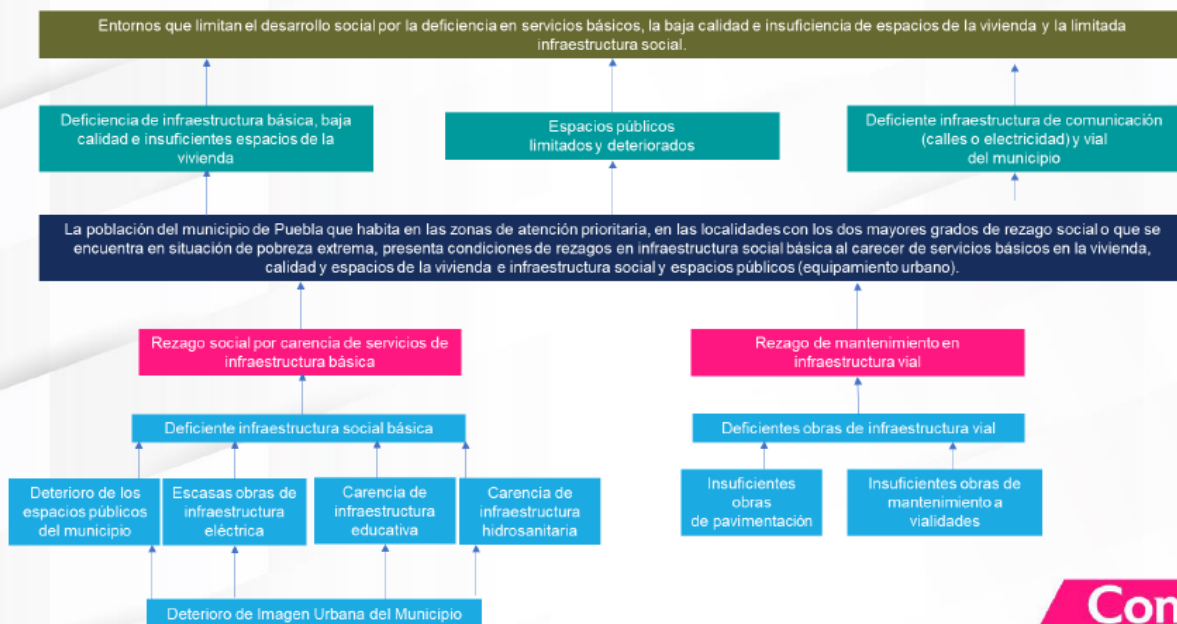 Entornos que limitan el desarrollo social por la deficiencia en servicios básicos, la baja calidad e insuficiencia de espacios de la vivienda y la limitada
infraestructura social.
Deficiencia de infraestructura básica, baja
calidad e insuficientes espacios de la
vivienda
Espacios públicos
limitados y deteriorados
Deficiente infraestructura de comunicación
(calles o electricidad) y vial
del municipio
La población del municipio de Puebla que habita en las zonas de atención prioritaria, en las localidades con los dos mayores grados de rezago social o que se
encuentra en situación de pobreza extrema, presenta condiciones de rezagos en infraestructura social básica al carecer de servicios básicos en la vivienda,
calidad y espacios de la vivienda e infraestructura social y espacios públicos (equipamiento urbano).
Rezago social por carencia de servicios de
infraestructura básica
Rezago de mantenimiento en
infraestructura vial
Deficiente infraestructura social básica
Deficientes obras de infraestructura vial
Deterioro de los
espacios públicos
del municipio
Escasas obras de
infraestructura
eléctrica
Carencia de
infraestructura
educativa
Carencia de
infraestructura
hidrosanitaria
Insuficientes
obras
de pavimentación
Insuficientes obras de
mantenimiento a
vialidades
Deterioro de Imagen Urbana del Municipio